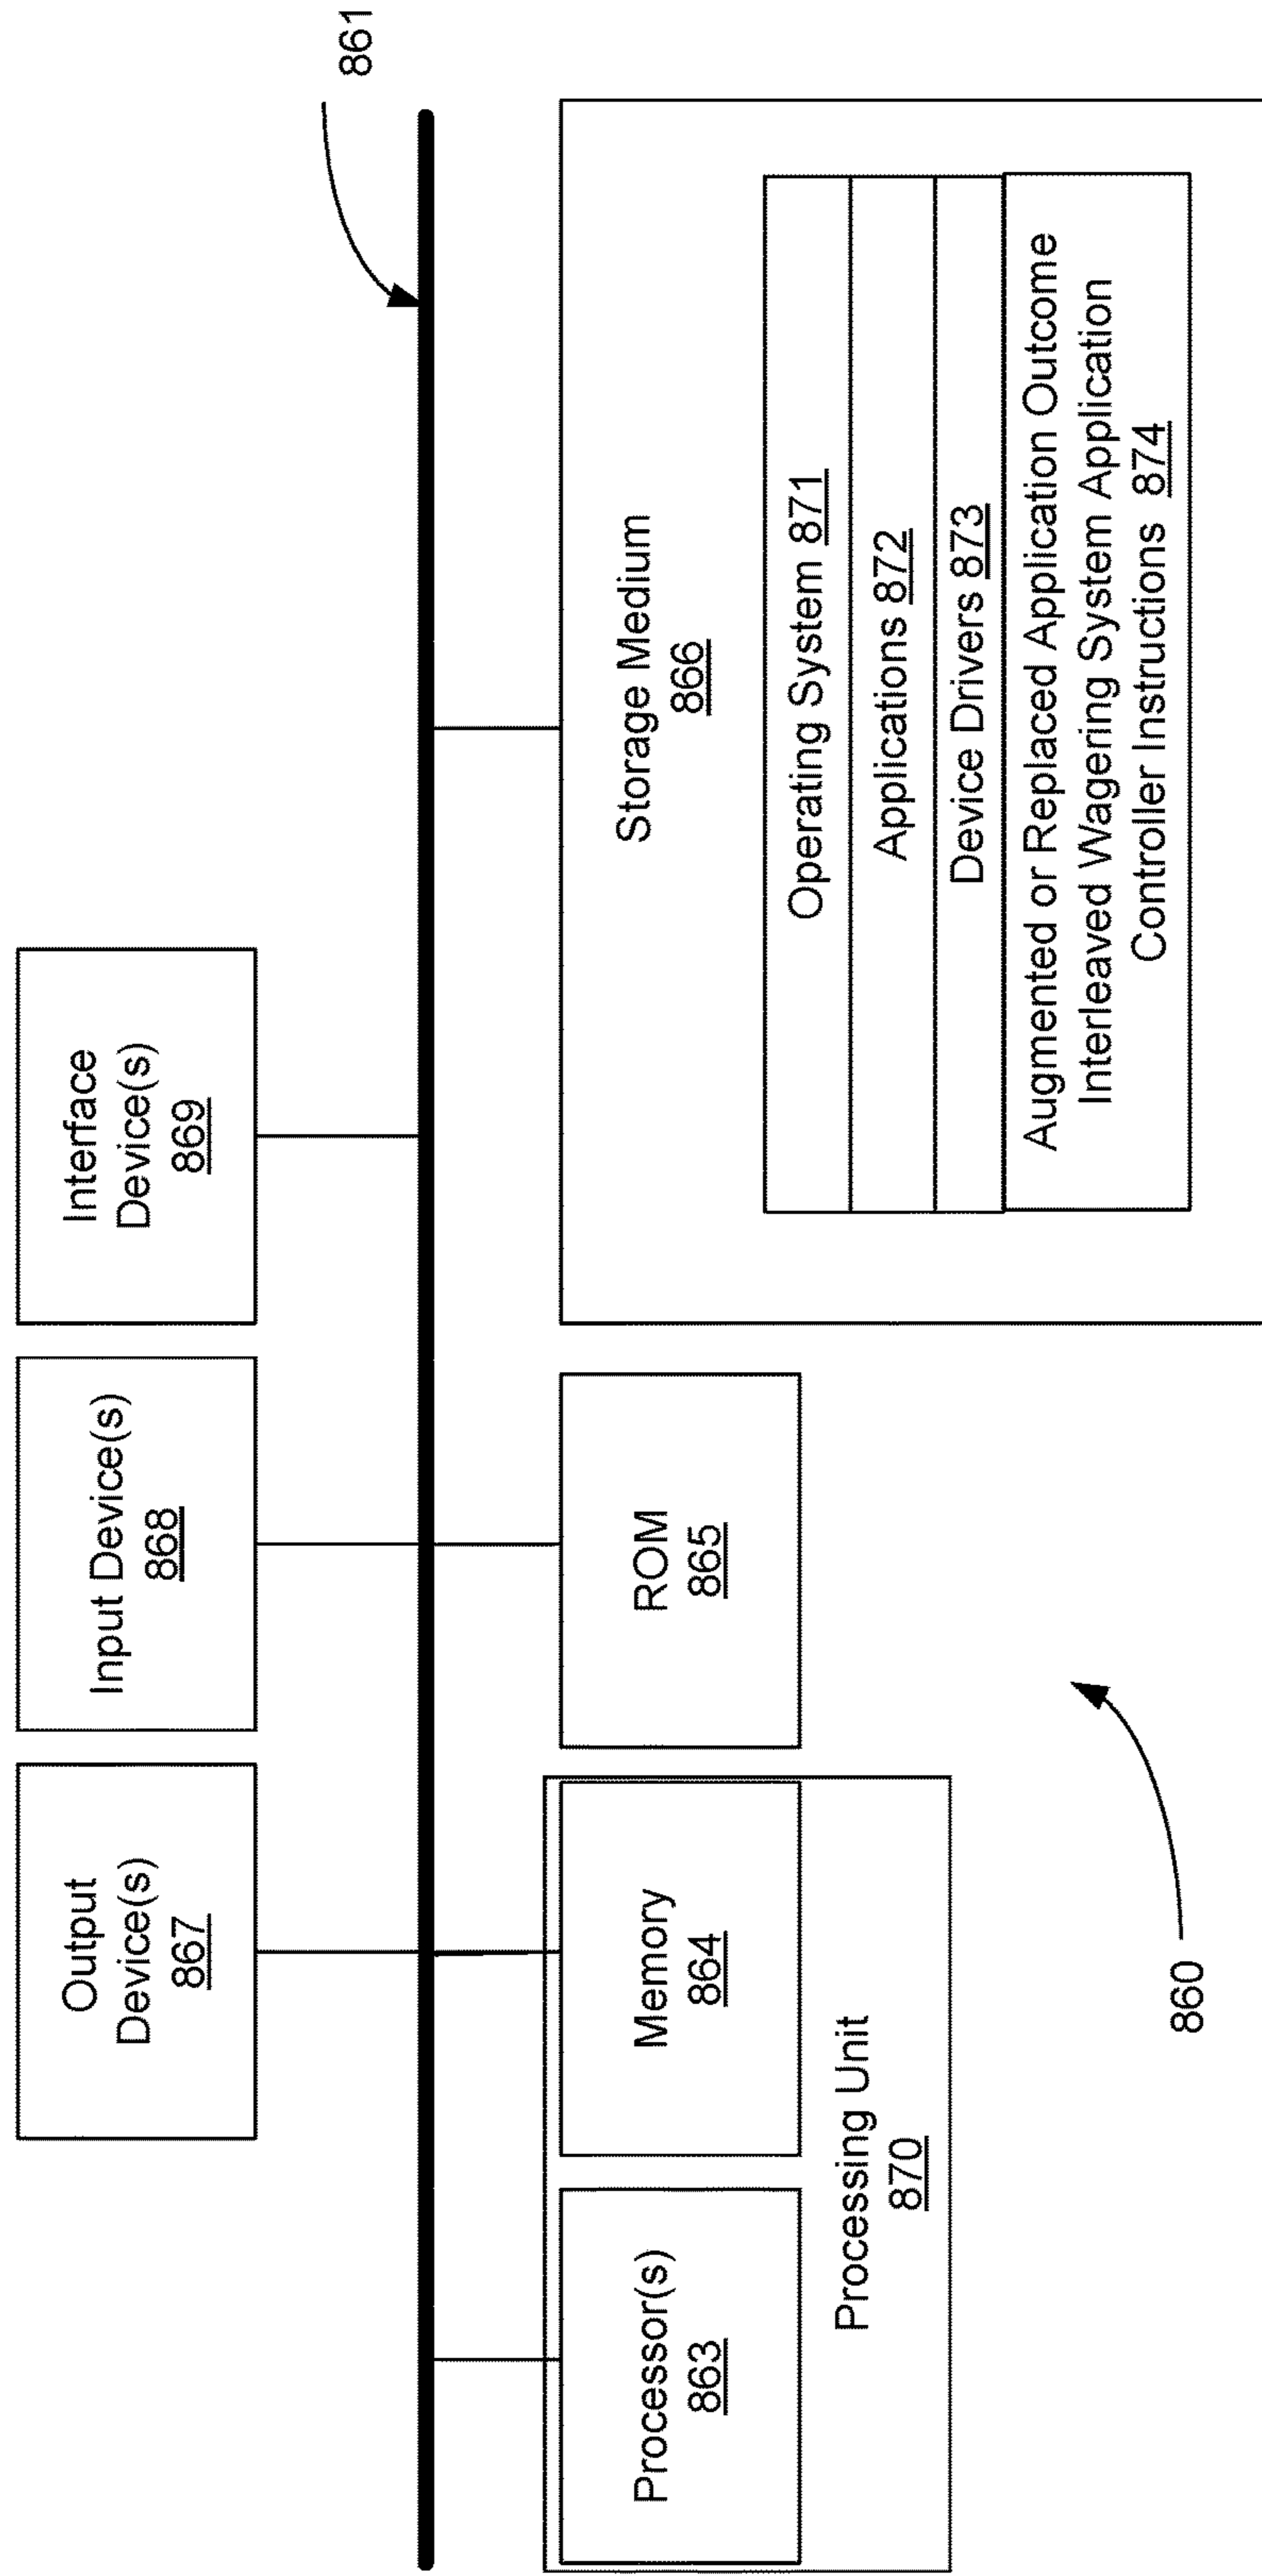 861
Output
Device(s)
867
Input Device(s)
868
Interface
Device(s)
869
Processor(s)
863
Memory
864
Processing Unit
870
ROM
865
Storage Medium
866
Operating System 871
Applications 872
Device Drivers 873
Augmented or Replaced Application Outcome
Interleaved Wagering System Application
Controller Instructions 874
860